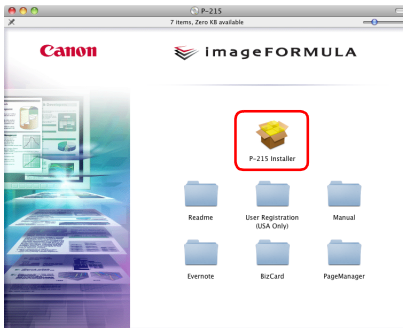 P-215
7 items, Zero KB available
Canon
imageFORMULA
P-215 Installer
Readme
User Registration
(USA Only)
Manual
Evernote
BizCard
PageManager